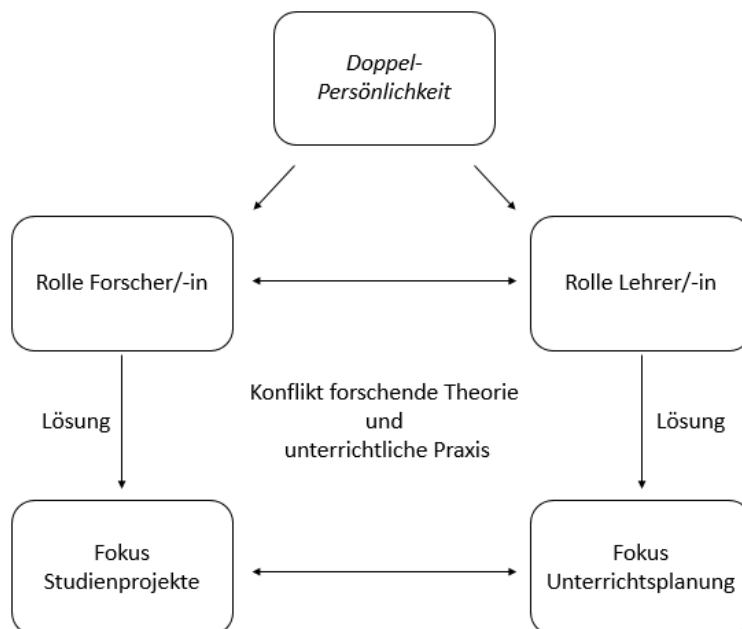 Doppel-
Persönlichkeit
Rolle Forscher/-in
Rolle Lehrer/-in
Konflikt forschende Theorie
und
unterrichtliche Praxis
Lösung
Lösung
Fokus
Studienprojekte
Fokus
Unterrichtsplanung